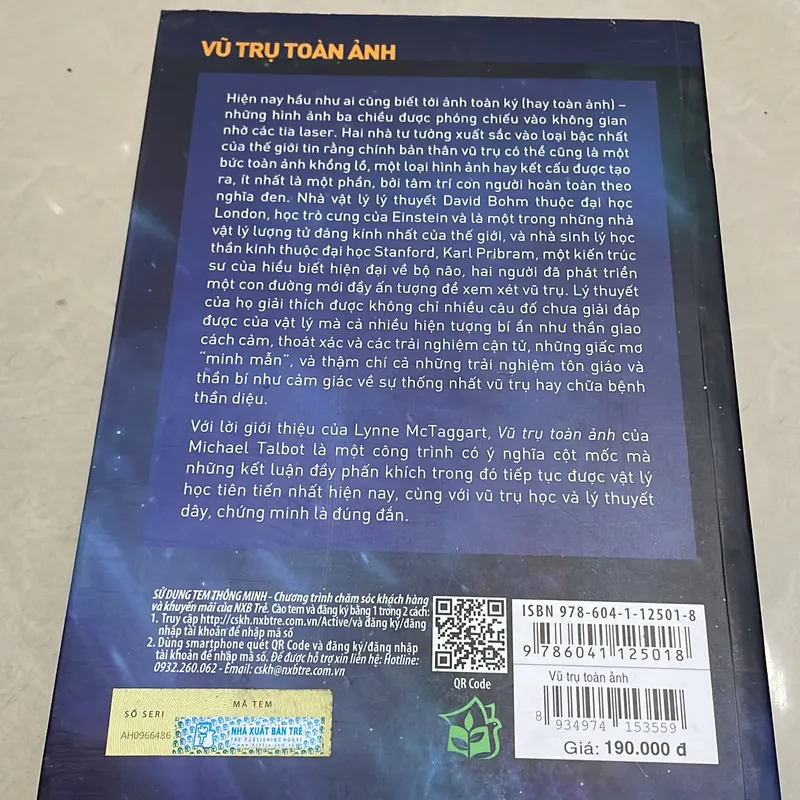 VŨ TRỤ TOÀN ẢNH
Hiện nay hầu như ai cũng biết tới ảnh toàn ký (hay toàn ảnh) –
những hình ảnh ba chiều được phóng chiếu vào không gian
nhờ các tia laser. Hai nhà tư tưởng xuất sắc vào loại bậc nhất
của thế giới tin rằng chính bản thân vũ trụ có thể cũng là một
bức toàn ảnh khổng lồ, một loại hình ảnh hay kết cấu được tạo
ra, ít nhất là một phần, bởi tâm trí con người hoàn toàn theo
nghĩa đen. Nhà vật lý lý thuyết David Bohm thuộc đại học
London, học trò cưng của Einstein và là một trong những nhà
vật lý lượng tử đáng kính nhất của thế giới, và nhà sinh lý học
thần kinh thuộc đại học Stanford, Karl Pribram, một kiến trúc
sư của hiểu biết hiện đại về bộ não, hai người đã phát triển
một con đường mới đầy ấn tượng để xem xét vũ trụ. Lý thuyết
của họ giải thích được không chỉ nhiều câu đố chưa giải đáp
được của vật lý mà cả nhiều hiện tượng bí ẩn như thần giao
cách cảm, thoát xác và các trải nghiệm cận tử, những giấc mơ
“minh mẫn”, và thậm chí cả những trải nghiệm tôn giáo và
thần bí như cảm giác về sự thống nhất vũ trụ hay chữa bệnh
thần diệu.
Với lời giới thiệu của Lynne McTaggart, Vũ trụ toàn ảnh của
Michael Talbot là một công trình có ý nghĩa cột mốc mà
những kết luận đầy phấn khích trong đó tiếp tục được vật lý
học tiên tiến nhất hiện nay, cùng với vũ trụ học và lý thuyết
dây, chứng minh là đúng đắn.
SỬ DỤNG TEM THÔNG MINH - Chương trình chăm sóc khách hàng
và khuyến mãi của NXB Trẻ. Cào tem và đăng ký bằng 1 trong 2 cách:
1. Truy cập http://cskh.nxbtre.com.vn/Active/và đăng ký/đăng
nhập tài khoản để nhập mã số
2. Dùng smartphone quét QR Code và đăng ký/đăng nhập
tài khoản để nhập mã số. Để được hỗ trợ xin liên hệ: Hotline:
0932.260.062 - Email: cskh@nxbtre.com.vn
QR Code
SỐ SERI
AH0966486
MÃ TEM
NHÀ XUẤT BẢN TRẺ
ISBN 978-604-1-12501-8
9 786041 125018
Vũ trụ toàn ảnh
8 934974 153559
Giá: 190.000 đ